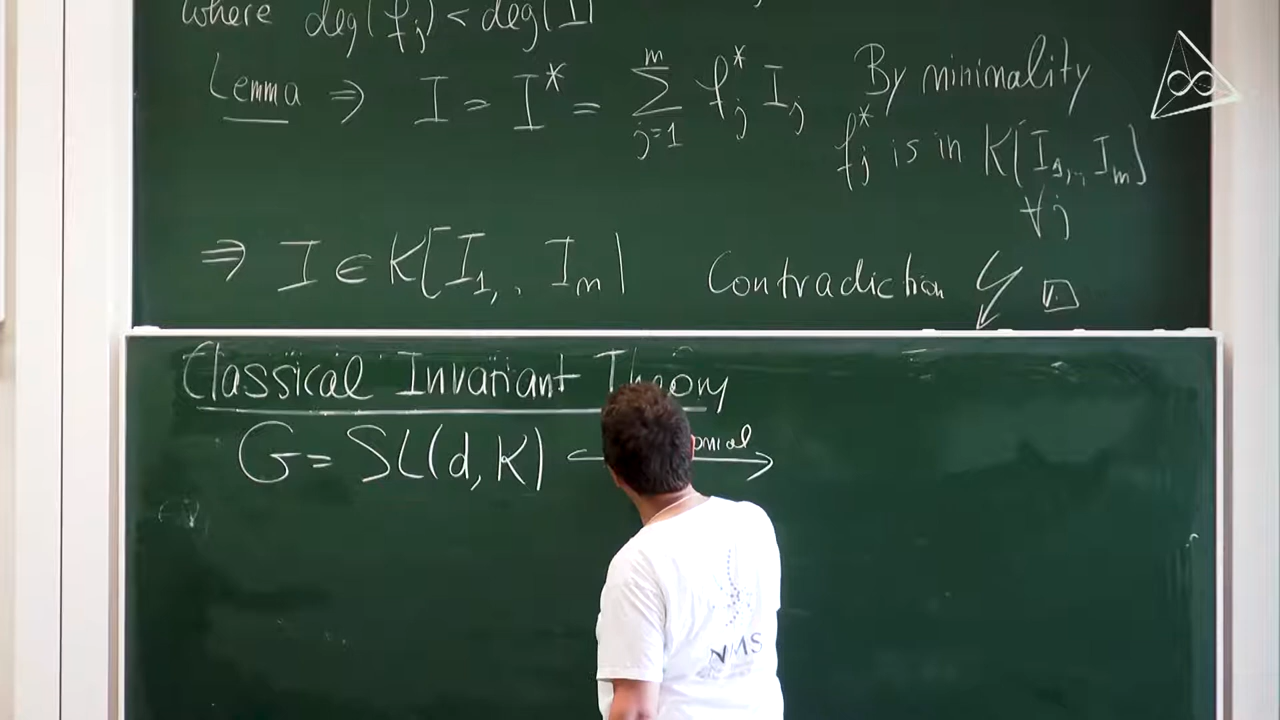 where deg(f_j) < deg(I)
Lemma ⇒ I = I* = ∑_{j=1}^{m} f_j^* I_j By minimality
f_j^* is in K[I_1,.. I_m]
∀j
⇒ I ∈ K[I_1,.. I_m] Contradiction
Classical Invariant Theory
G = SL(d, K)
NMS